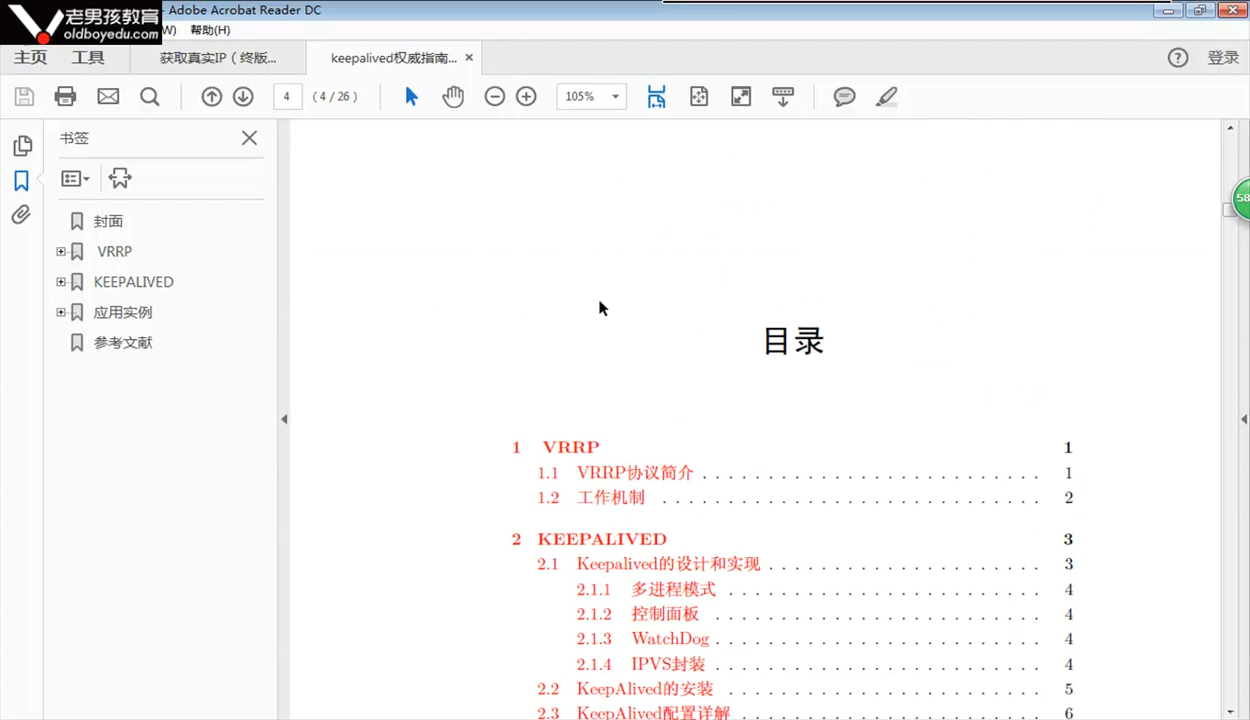 老男孩教育
oldboyedu.com
- Adobe Acrobat Reader DC
W) 帮助(H)
主页 工具 获取真实IP（终版... keepalived权威指南... × 登录
4 (4 / 26) 105%
书签
封面
VRRP
KEEPALIVED
应用实例
参考文献
58
目录
1 VRRP 1
1.1 VRRP协议简介 . . . . . . . . . . . . . . . . . . . . . . . . . . 1
1.2 工作机制 . . . . . . . . . . . . . . . . . . . . . . . . . . . . . 2
2 KEEPALIVED 3
2.1 Keepalived的设计和实现 . . . . . . . . . . . . . . . . . . . . . 3
2.1.1 多进程模式 . . . . . . . . . . . . . . . . . . . . . . . . 4
2.1.2 控制面板 . . . . . . . . . . . . . . . . . . . . . . . . . 4
2.1.3 WatchDog . . . . . . . . . . . . . . . . . . . . . . . . . 4
2.1.4 IPVS封装 . . . . . . . . . . . . . . . . . . . . . . . . . 4
2.2 KeepAlived的安装 . . . . . . . . . . . . . . . . . . . . . . . . 5
2.3 KeepAlived配置详解 . . . . . . . . . . . . . . . . . . . . . . . 6